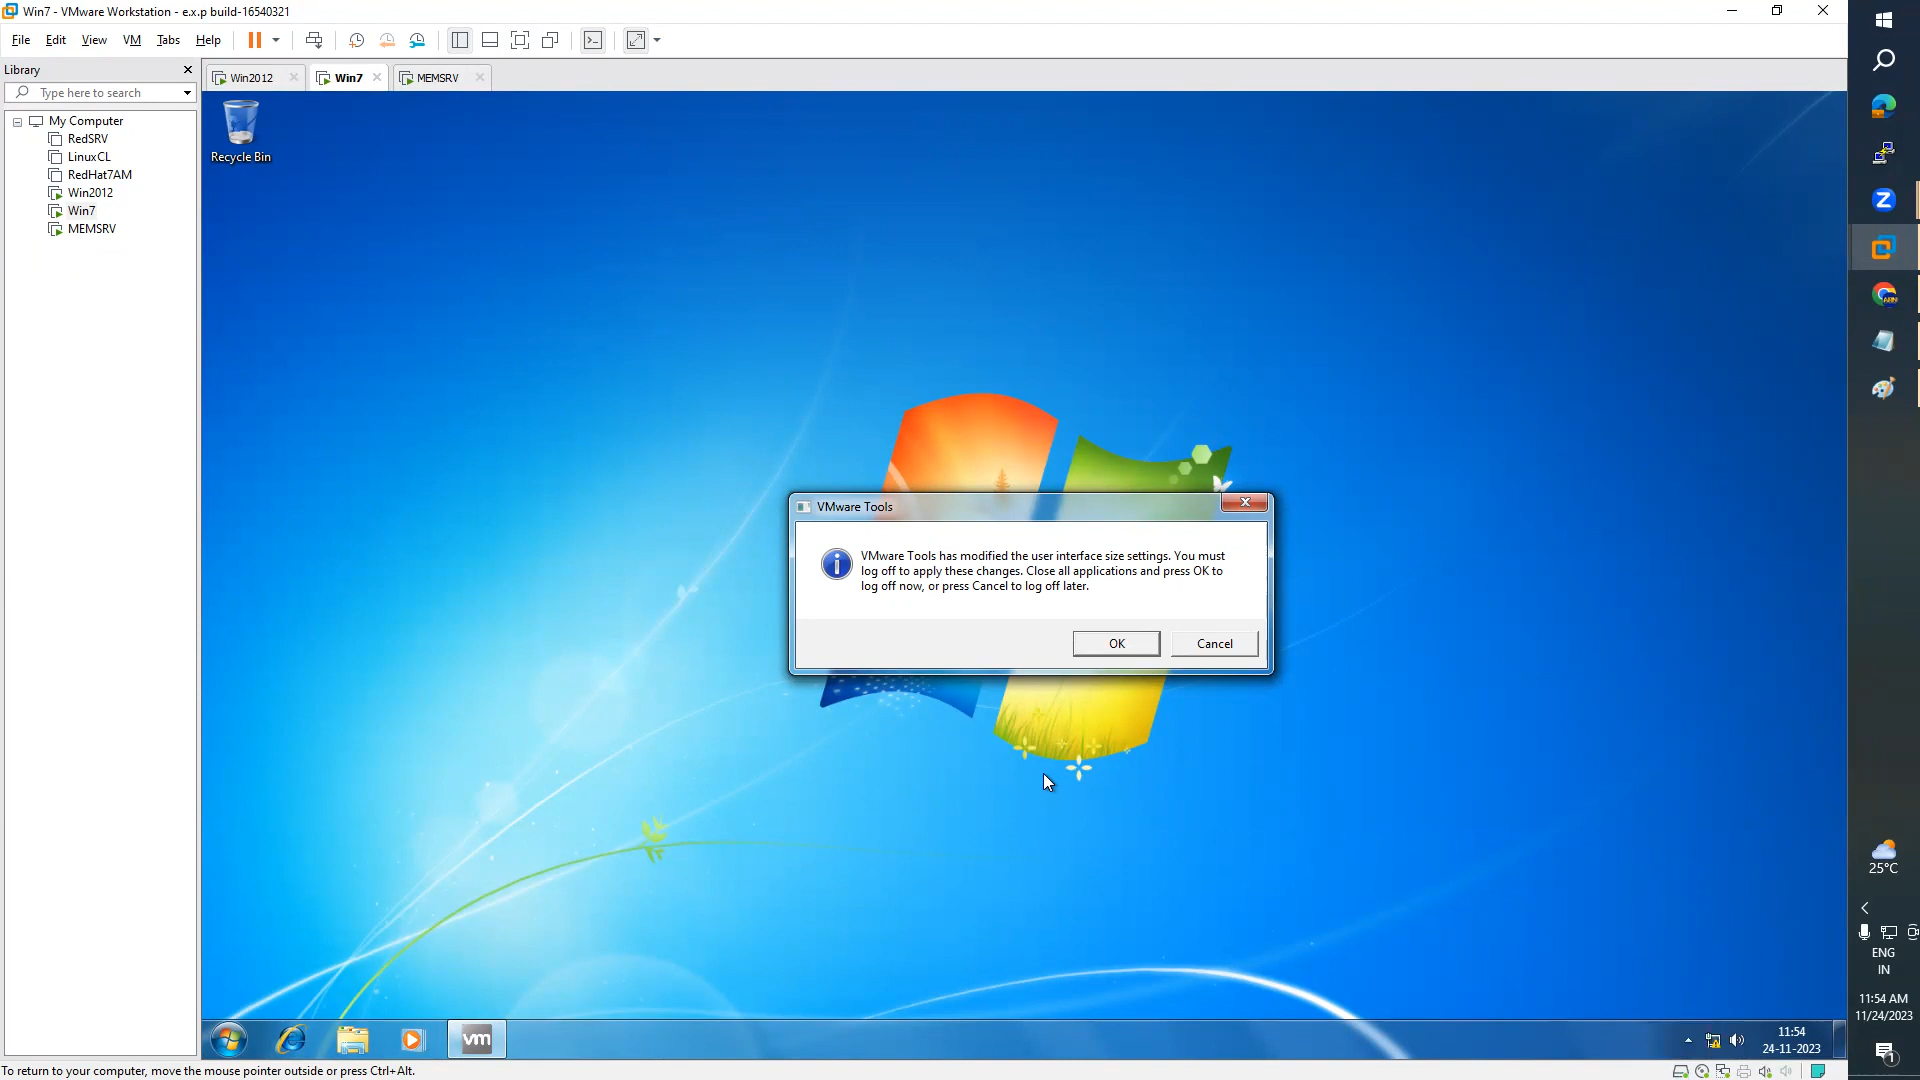 Win7 - VMware Workstation - e.x.p build-16540321
File Edit View VM Tabs Help
Library
Type here to search
My Computer
RedSRV
LinuxCL
RedHat7AM
Win2012
Win7
MEMSRV
Win2012
Win7
MEMSRV
Recycle Bin
VMware Tools
VMware Tools has modified the user interface size settings. You must
log off to apply these changes. Close all applications and press OK to
log off now, or press Cancel to log off later.
OK
Cancel
vm
11:54
24-11-2023
25°C
ENG
IN
11:54 AM
11/24/2023
1
To return to your computer, move the mouse pointer outside or press Ctrl+Alt.